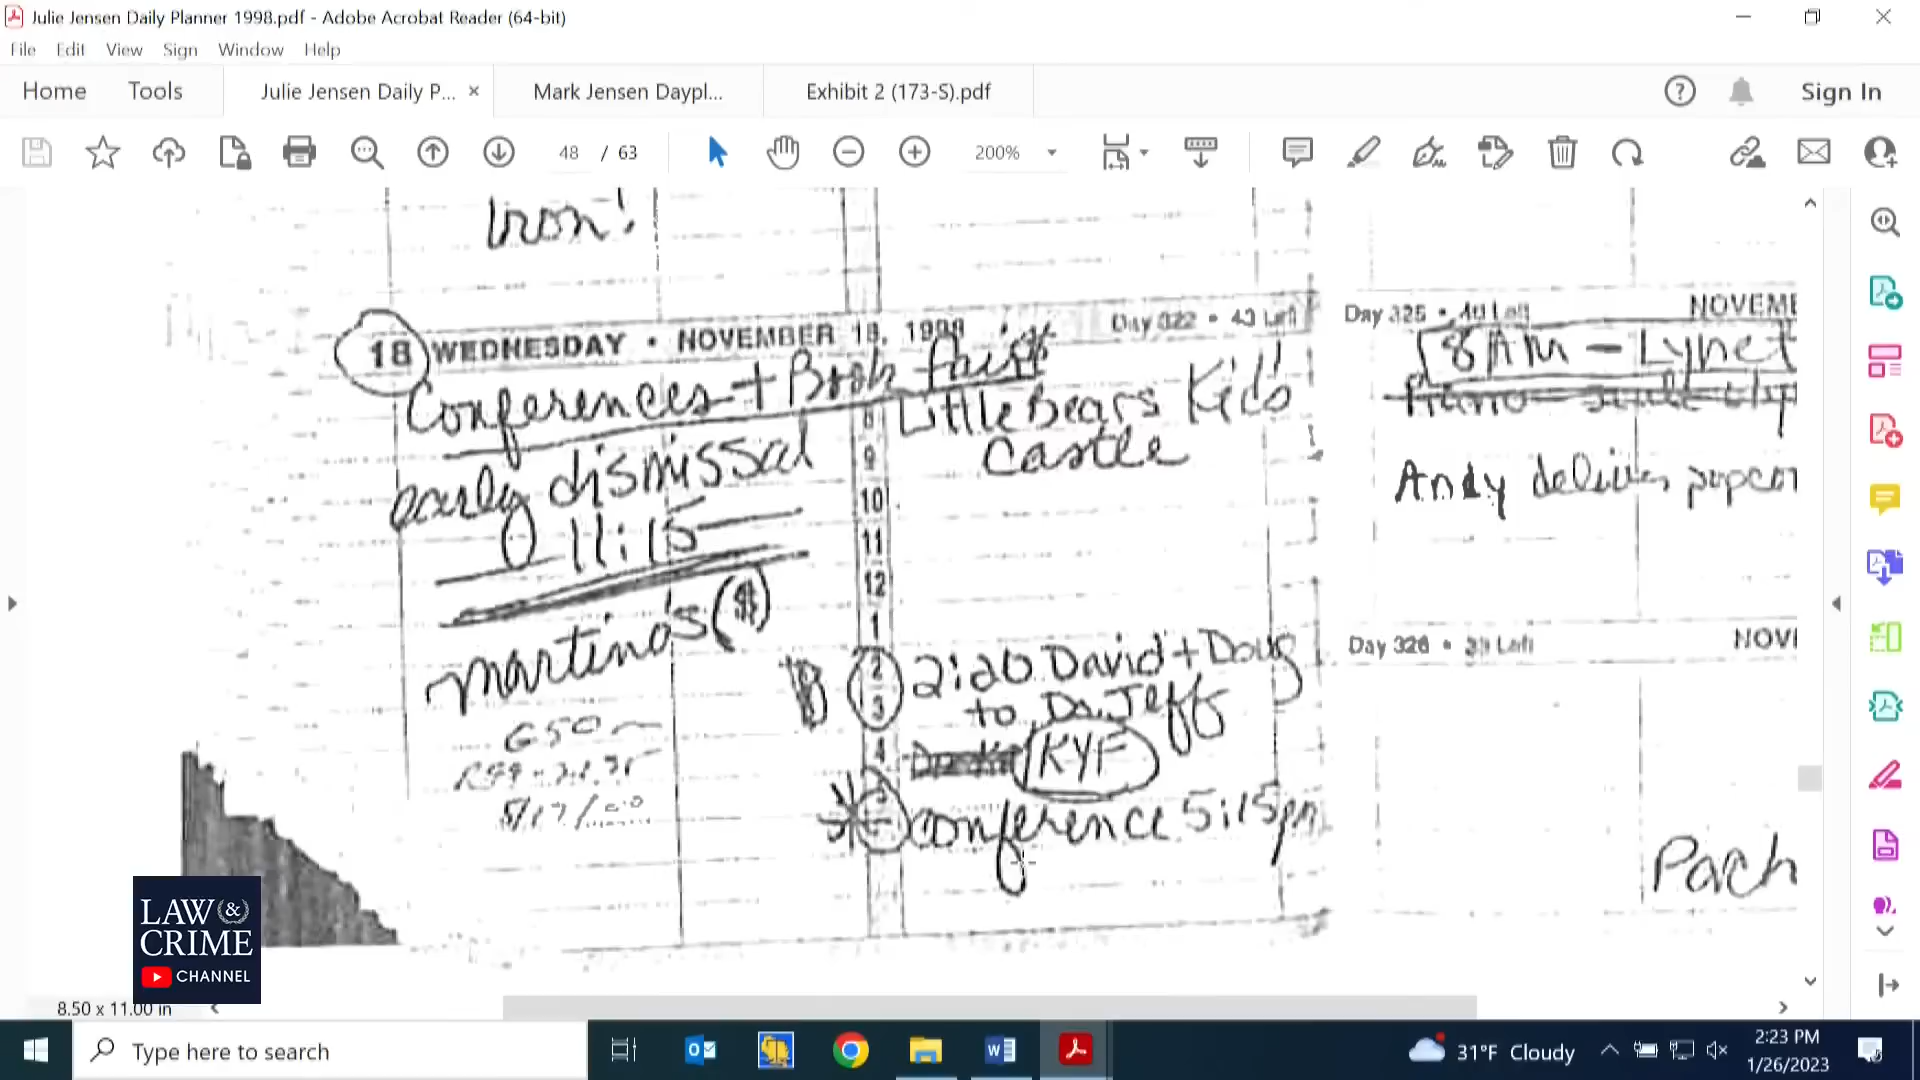 Julie Jensen Daily Planner 1998.pdf - Adobe Acrobat Reader (64-bit)
File Edit View Sign Window Help
Home Tools Julie Jensen Daily P... × Mark Jensen Daypl... Exhibit 2 (173-S).pdf Sign In
48 / 63 200%
Iron!
18 WEDNESDAY • NOVEMBER 18, 1998 Day 322 • 43 Left
Conferences + Book fair
early dismissal
11:15
Martino's ($)
650
8
9
10
11
12
1
2
3
4
Little Bears Kids
Castle
2:20 David + Doug
to Dr. Jeff
KYF
conference 5:15pm
Day 325 • 40 Left NOVEME
8AM - Lynet
Andy deliver popcor
Day 326 • 39 Left NOVE
Pach
LAW &
CRIME
CHANNEL
8.50 x 11.00 in
Type here to search
31°F Cloudy
2:23 PM
1/26/2023